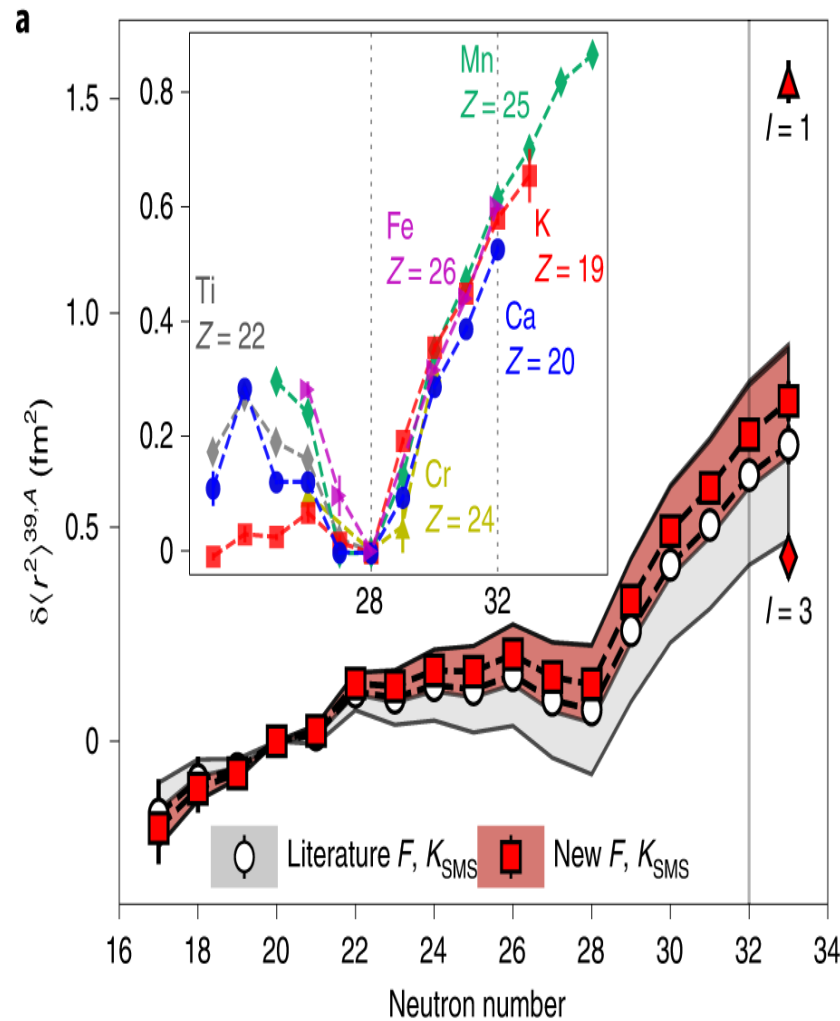 a
Mn
Z = 25
Fe
Z = 26
K
Z = 19
Ti
Z = 22
Ca
Z = 20
Cr
Z = 24
0.8
0.6
0.4
0.2
0
28
32
I = 1
I = 3
1.5
1.0
0.5
0
δ⟨r²⟩³⁹,ᴬ (fm²)
Literature F, K_SMS
New F, K_SMS
16 18 20 22 24 26 28 30 32 34
Neutron number